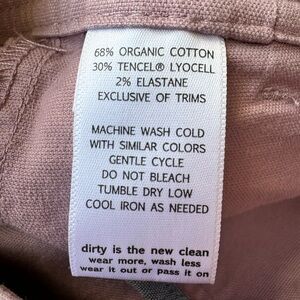 68% ORGANIC COTTON
30% TENCEL® LYOCELL
2% ELASTANE
EXCLUSIVE OF TRIMS
MACHINE WASH COLD
WITH SIMILAR COLORS
GENTLE CYCLE
DO NOT BLEACH
TUMBLE DRY LOW
COOL IRON AS NEEDED
dirty is the new clean
wear more, wash less
wear it out or pass it on